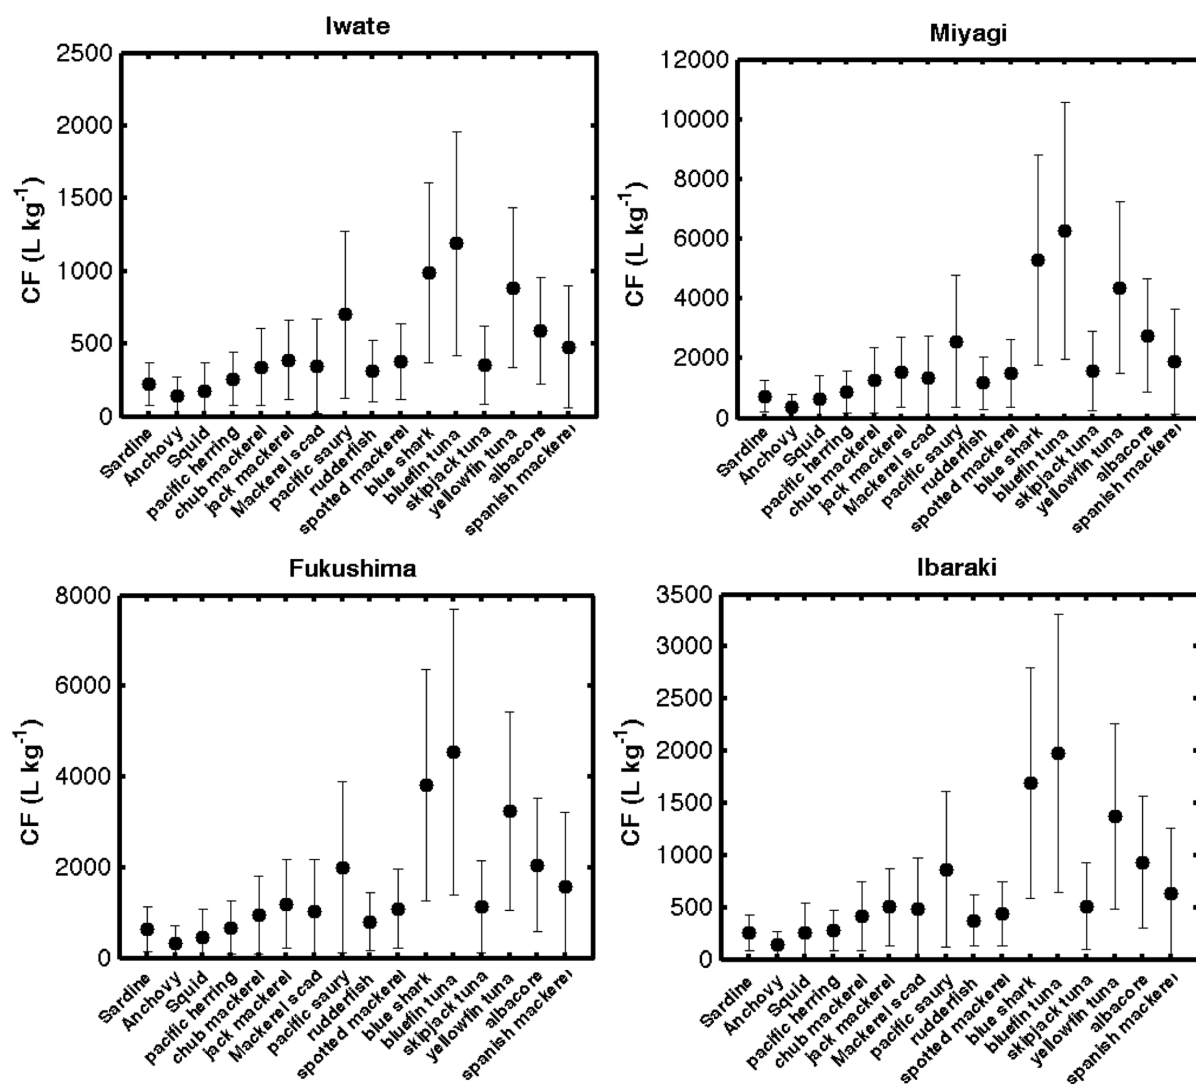 Iwate
2500
2000
1500
1000
500
0
CF (L kg⁻¹)
Sardine
Anchovy
Squid
pacific herring
chub mackerel
jack mackerel
Mackerel scad
pacific saury
rudderfish
spotted mackerel
blue shark
bluefin tuna
skipjack tuna
yellowfin tuna
albacore
spanish mackerel
Miyagi
12000
10000
8000
6000
4000
2000
0
CF (L kg⁻¹)
Sardine
Anchovy
Squid
pacific herring
chub mackerel
jack mackerel
Mackerel scad
pacific saury
rudderfish
spotted mackerel
blue shark
bluefin tuna
skipjack tuna
yellowfin tuna
albacore
spanish mackerel
Fukushima
8000
6000
4000
2000
0
CF (L kg⁻¹)
Sardine
Anchovy
Squid
pacific herring
chub mackerel
jack mackerel
Mackerel scad
pacific saury
rudderfish
spotted mackerel
blue shark
bluefin tuna
skipjack tuna
yellowfin tuna
albacore
spanish mackerel
Ibaraki
3500
3000
2500
2000
1500
1000
500
0
CF (L kg⁻¹)
Sardine
Anchovy
Squid
pacific herring
chub mackerel
jack mackerel
Mackerel scad
pacific saury
rudderfish
spotted mackerel
blue shark
bluefin tuna
skipjack tuna
yellowfin tuna
albacore
spanish mackerel